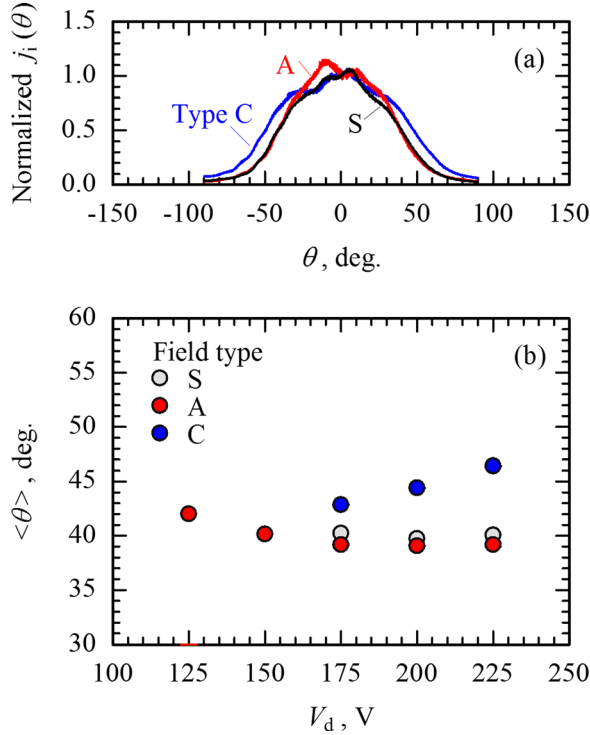 Normalized jᵢ(θ)
1.5
1.0
0.5
0.0
(a)
A
Type C
S
-150 -100 -50 0 50 100 150
θ, deg.
<θ>, deg.
60
55
50
45
40
35
30
(b)
Field type
S
A
C
100 125 150 175 200 225 250
V_d, V